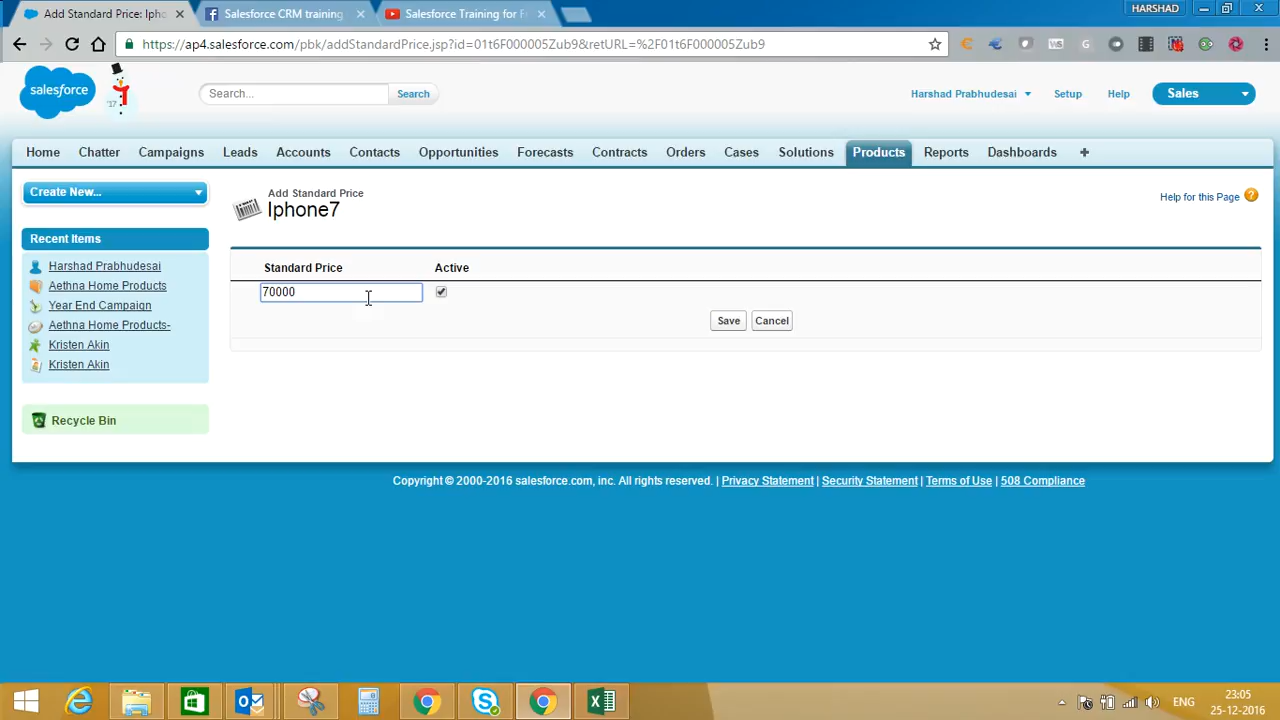 Add Standard Price: Ipho
Salesforce CRM training
Salesforce Training for F
HARSHAD
https://ap4.salesforce.com/pbk/addStandardPrice.jsp?id=01t6F000005Zub9&retURL=%2F01t6F000005Zub9
salesforce
'17
Search...
Search
Harshad Prabhudesai
Setup
Help
Sales
Home
Chatter
Campaigns
Leads
Accounts
Contacts
Opportunities
Forecasts
Contracts
Orders
Cases
Solutions
Products
Reports
Dashboards
Create New...
Add Standard Price
Iphone7
Help for this Page
Recent Items
Harshad Prabhudesai
Aethna Home Products
Year End Campaign
Aethna Home Products-
Kristen Akin
Kristen Akin
Standard Price
Active
70000
Save
Cancel
Recycle Bin
Copyright © 2000-2016 salesforce.com, inc. All rights reserved. | Privacy Statement | Security Statement | Terms of Use | 508 Compliance
ENG
23:05
25-12-2016